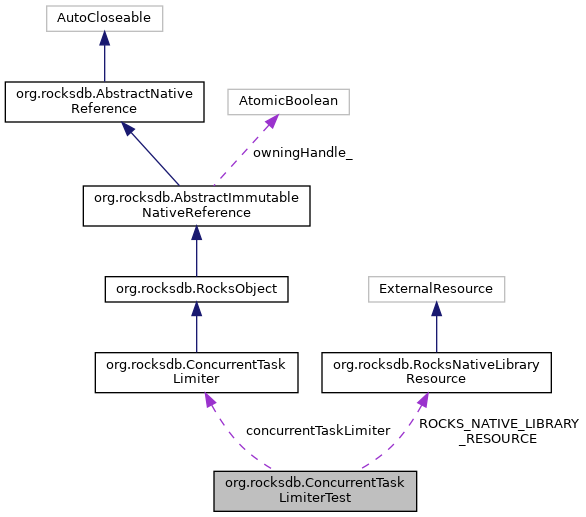 AutoCloseable
org.rocksdb.AbstractNative
Reference
AtomicBoolean
owningHandle_
org.rocksdb.AbstractImmutable
NativeReference
org.rocksdb.RocksObject
ExternalResource
org.rocksdb.ConcurrentTask
Limiter
org.rocksdb.RocksNativeLibrary
Resource
concurrentTaskLimiter
ROCKS_NATIVE_LIBRARY
_RESOURCE
org.rocksdb.ConcurrentTask
LimiterTest